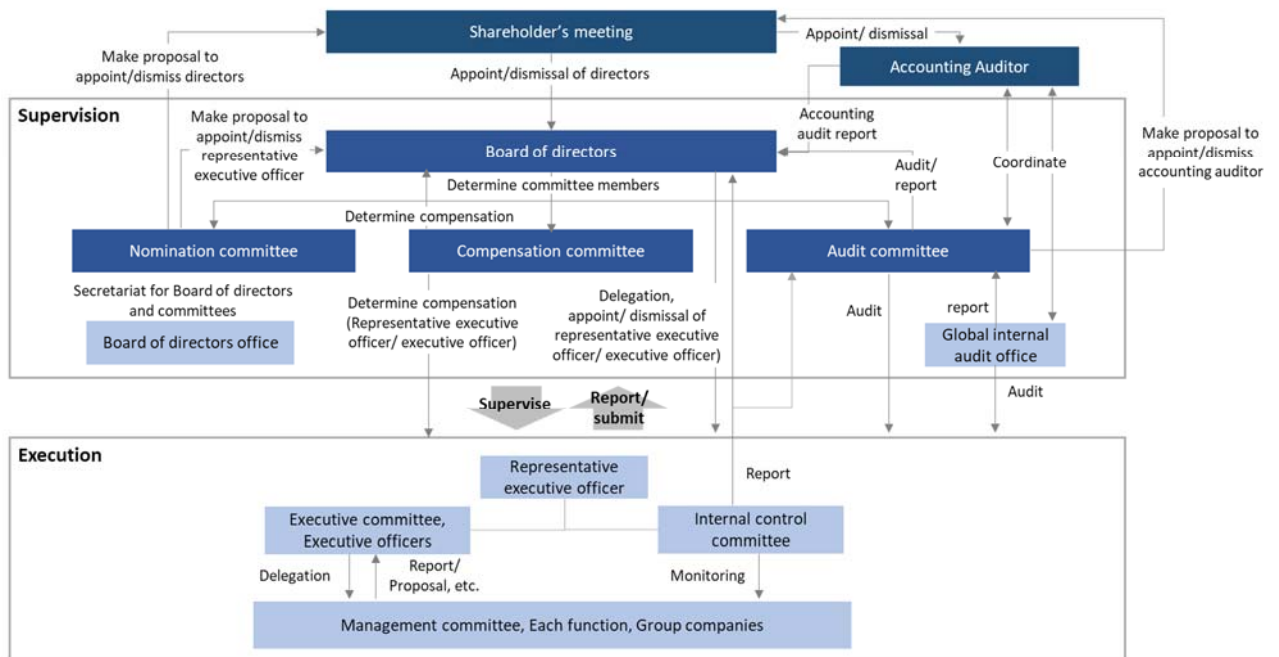 Shareholder's meeting
Appoint/ dismissal
Make proposal to
appoint/dismiss directors
Appoint/dismissal of directors
Accounting Auditor
Supervision
Make proposal to
appoint/dismiss
representative
executive officer
Accounting
audit report
Board of directors
Audit/
report
Coordinate
Make proposal to
appoint/dismiss
accounting auditor
Determine committee members
Determine compensation
Nomination committee
Compensation committee
Audit committee
Secretariat for Board of directors
and committees
Board of directors office
Determine compensation
(Representative executive
officer/ executive officer)
Delegation,
appoint/ dismissal of
representative executive
officer/ executive officer)
Audit
report
Global internal
audit office
Audit
Supervise
Report/
submit
Execution
Representative
executive officer
Report
Executive committee,
Executive officers
Internal control
committee
Delegation
Report/
Proposal, etc.
Monitoring
Management committee, Each function, Group companies